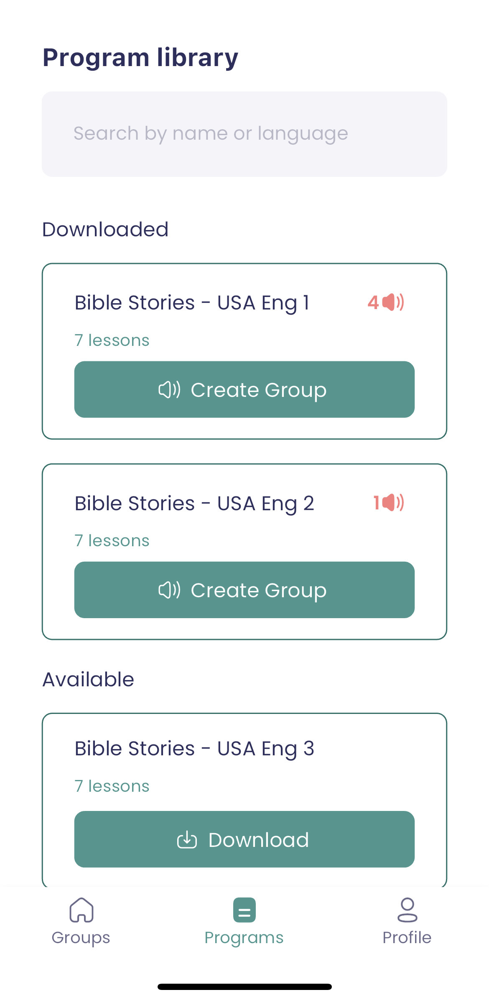 Program library
Search by name or language
Downloaded
Bible Stories - USA Eng 1
4
7 lessons
Create Group
Bible Stories - USA Eng 2
1
7 lessons
Create Group
Available
Bible Stories - USA Eng 3
7 lessons
Download
Groups
Programs
Profile